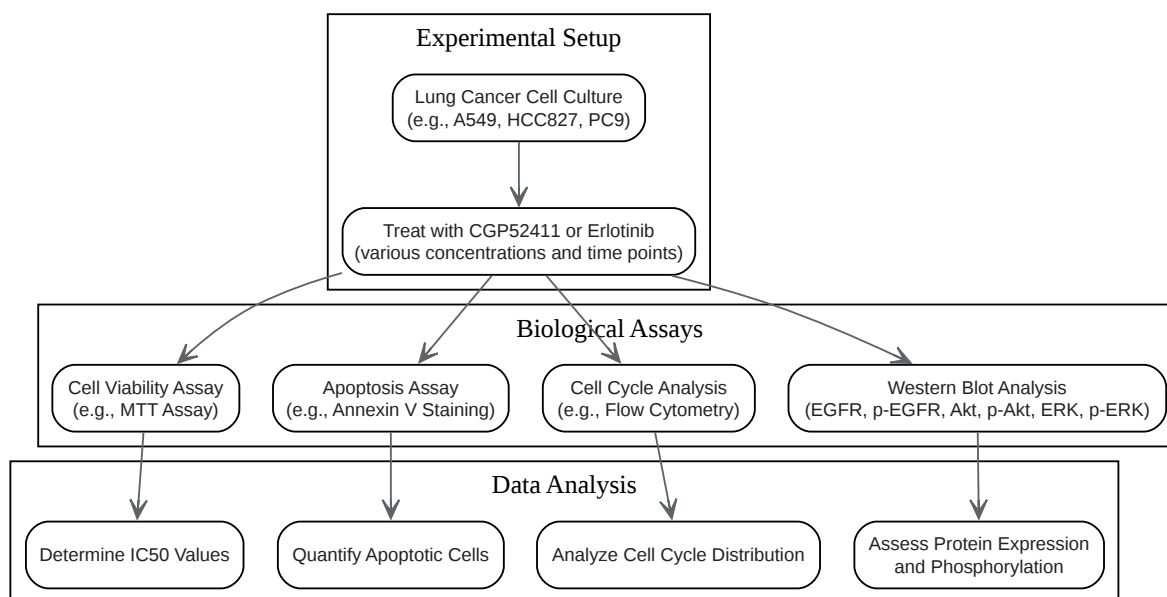 Experimental Setup
Lung Cancer Cell Culture
(e.g., A549, HCC827, PC9)
Treat with CGP52411 or Erlotinib
(various concentrations and time points)
Biological Assays
Cell Viability Assay
(e.g., MTT Assay)
Apoptosis Assay
(e.g., Annexin V Staining)
Cell Cycle Analysis
(e.g., Flow Cytometry)
Western Blot Analysis
(EGFR, p-EGFR, Akt, p-Akt, ERK, p-ERK)
Data Analysis
Determine IC50 Values
Quantify Apoptotic Cells
Analyze Cell Cycle Distribution
Assess Protein Expression
and Phosphorylation